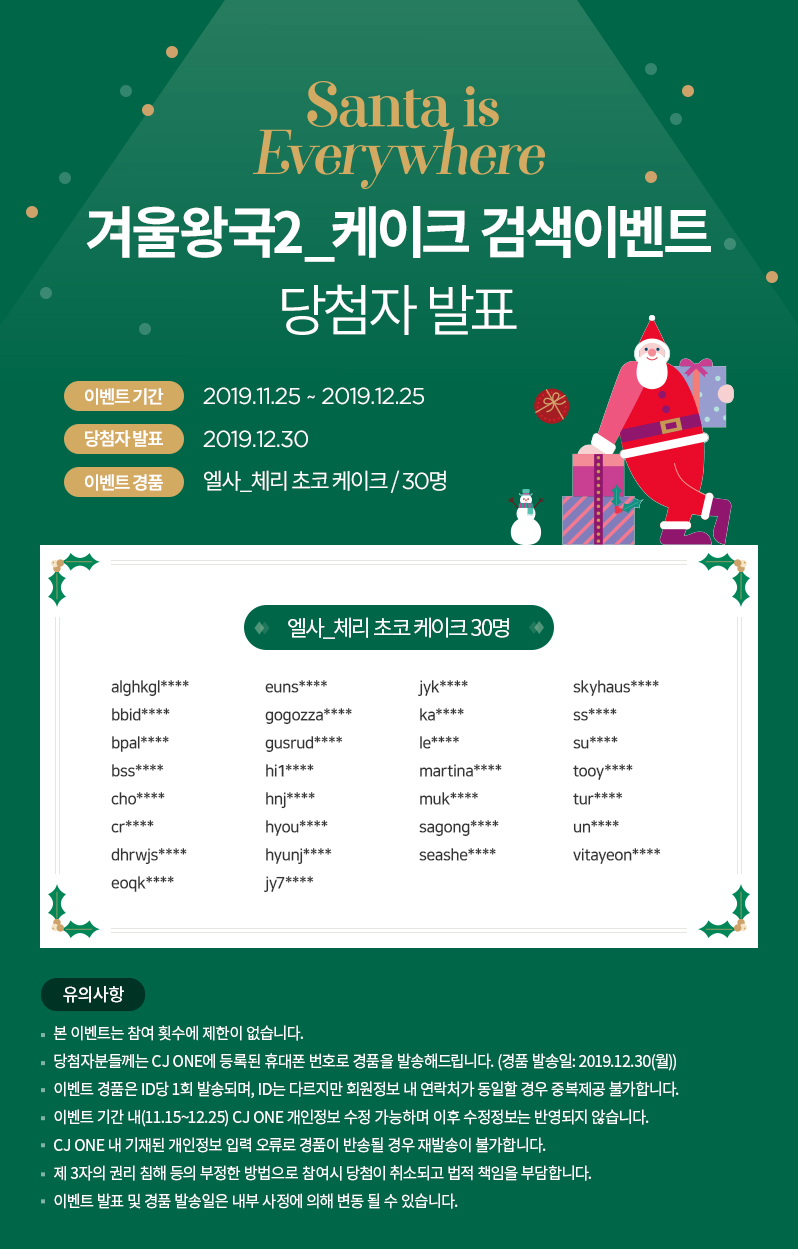 Santa is
Everywhere
겨울왕국2_케이크 검색이벤트
당첨자 발표
이벤트 기간 2019.11.25 ~ 2019.12.25
당첨자 발표 2019.12.30
이벤트 경품 엘사_체리 초코 케이크 / 30명
엘사_체리 초코 케이크 30명
alghkgl**** euns**** jyk**** skyhaus****
bbid**** gogozza**** ka**** ss****
bpal**** gusrud**** le**** su****
bss**** hi1**** martina**** tooy****
cho**** hnj**** muk**** tur****
cr**** hyou**** sagong**** un****
dhrwjs**** hyunj**** seashe**** vitayeon****
eoqk**** jy7****
유의사항
본 이벤트는 참여 횟수에 제한이 없습니다.
당첨자분들께는 CJ ONE에 등록된 휴대폰 번호로 경품을 발송해드립니다. (경품 발송일: 2019.12.30(월))
이벤트 경품은 ID당 1회 발송되며, ID는 다르지만 회원정보 내 연락처가 동일할 경우 중복제공 불가합니다.
이벤트 기간 내(11.15~12.25) CJ ONE 개인정보 수정 가능하며 이후 수정정보는 반영되지 않습니다.
CJ ONE 내 기재된 개인정보 입력 오류로 경품이 반송될 경우 재발송이 불가합니다.
제 3자의 권리 침해 등의 부정한 방법으로 참여시 당첨이 취소되고 법적 책임을 부담합니다.
이벤트 발표 및 경품 발송일은 내부 사정에 의해 변동 될 수 있습니다.